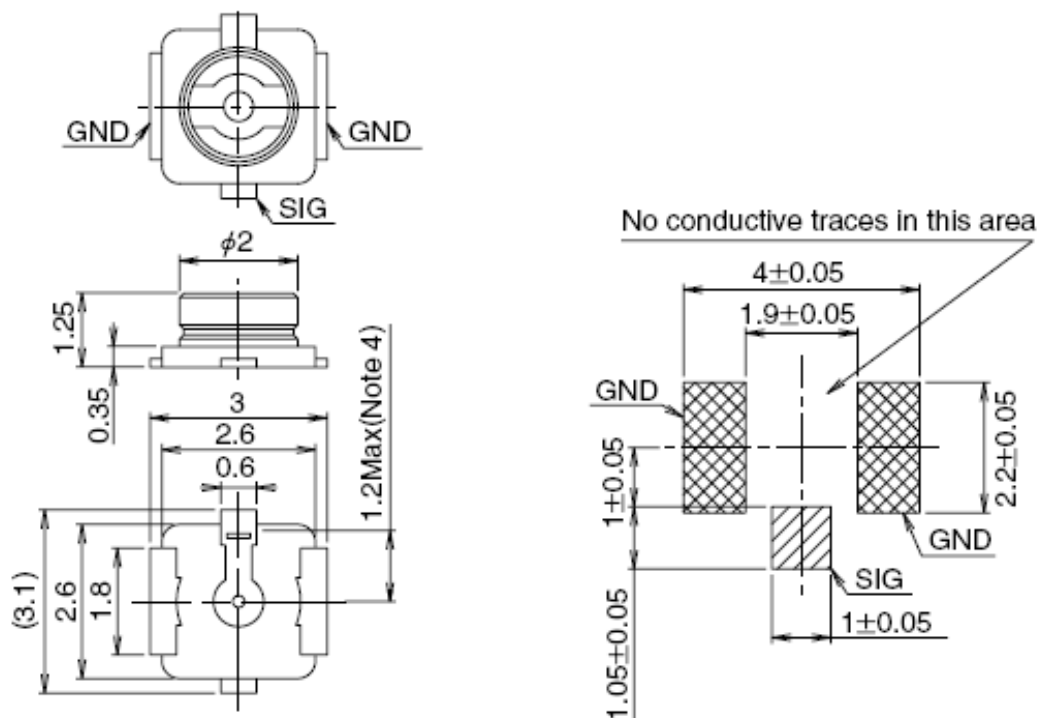 GND
GND
SIG
φ2
1.25
0.35
3
2.6
0.6
1.2Max(Note 4)
(3.1)
2.6
1.8
No conductive traces in this area
4±0.05
1.9±0.05
GND
1±0.05
2.2±0.05
GND
SIG
1±0.05
1.05±0.05